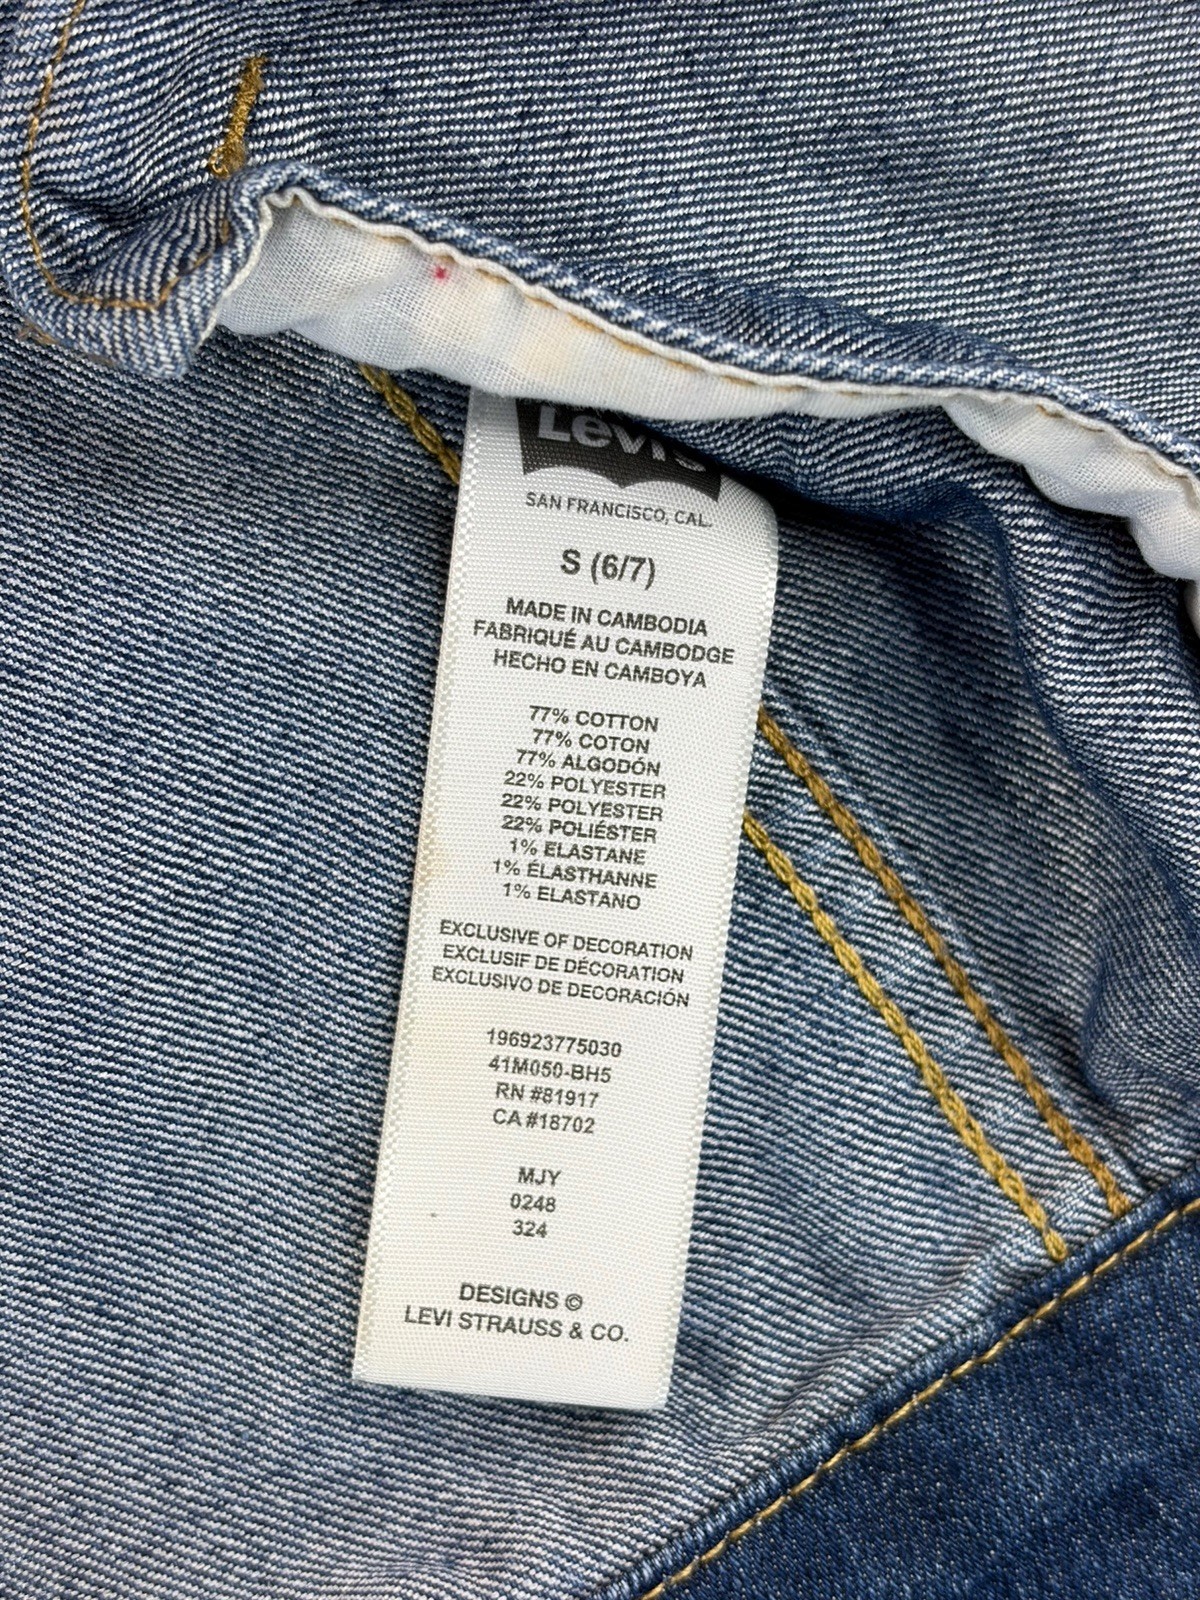 Levi's
SAN FRANCISCO, CAL.
S (6/7)
MADE IN CAMBODIA
FABRIQUÉ AU CAMBODGE
HECHO EN CAMBOYA
77% COTTON
77% COTON
77% ALGODÓN
22% POLYESTER
22% POLYESTER
22% POLIÉSTER
1% ELASTANE
1% ÉLASTHANNE
1% ELASTANO
EXCLUSIVE OF DECORATION
EXCLUSIF DE DÉCORATION
EXCLUSIVO DE DECORACIÓN
196923775030
41M050-BH5
RN #81917
CA #18702
MJY
0248
324
DESIGNS ©
LEVI STRAUSS & CO.